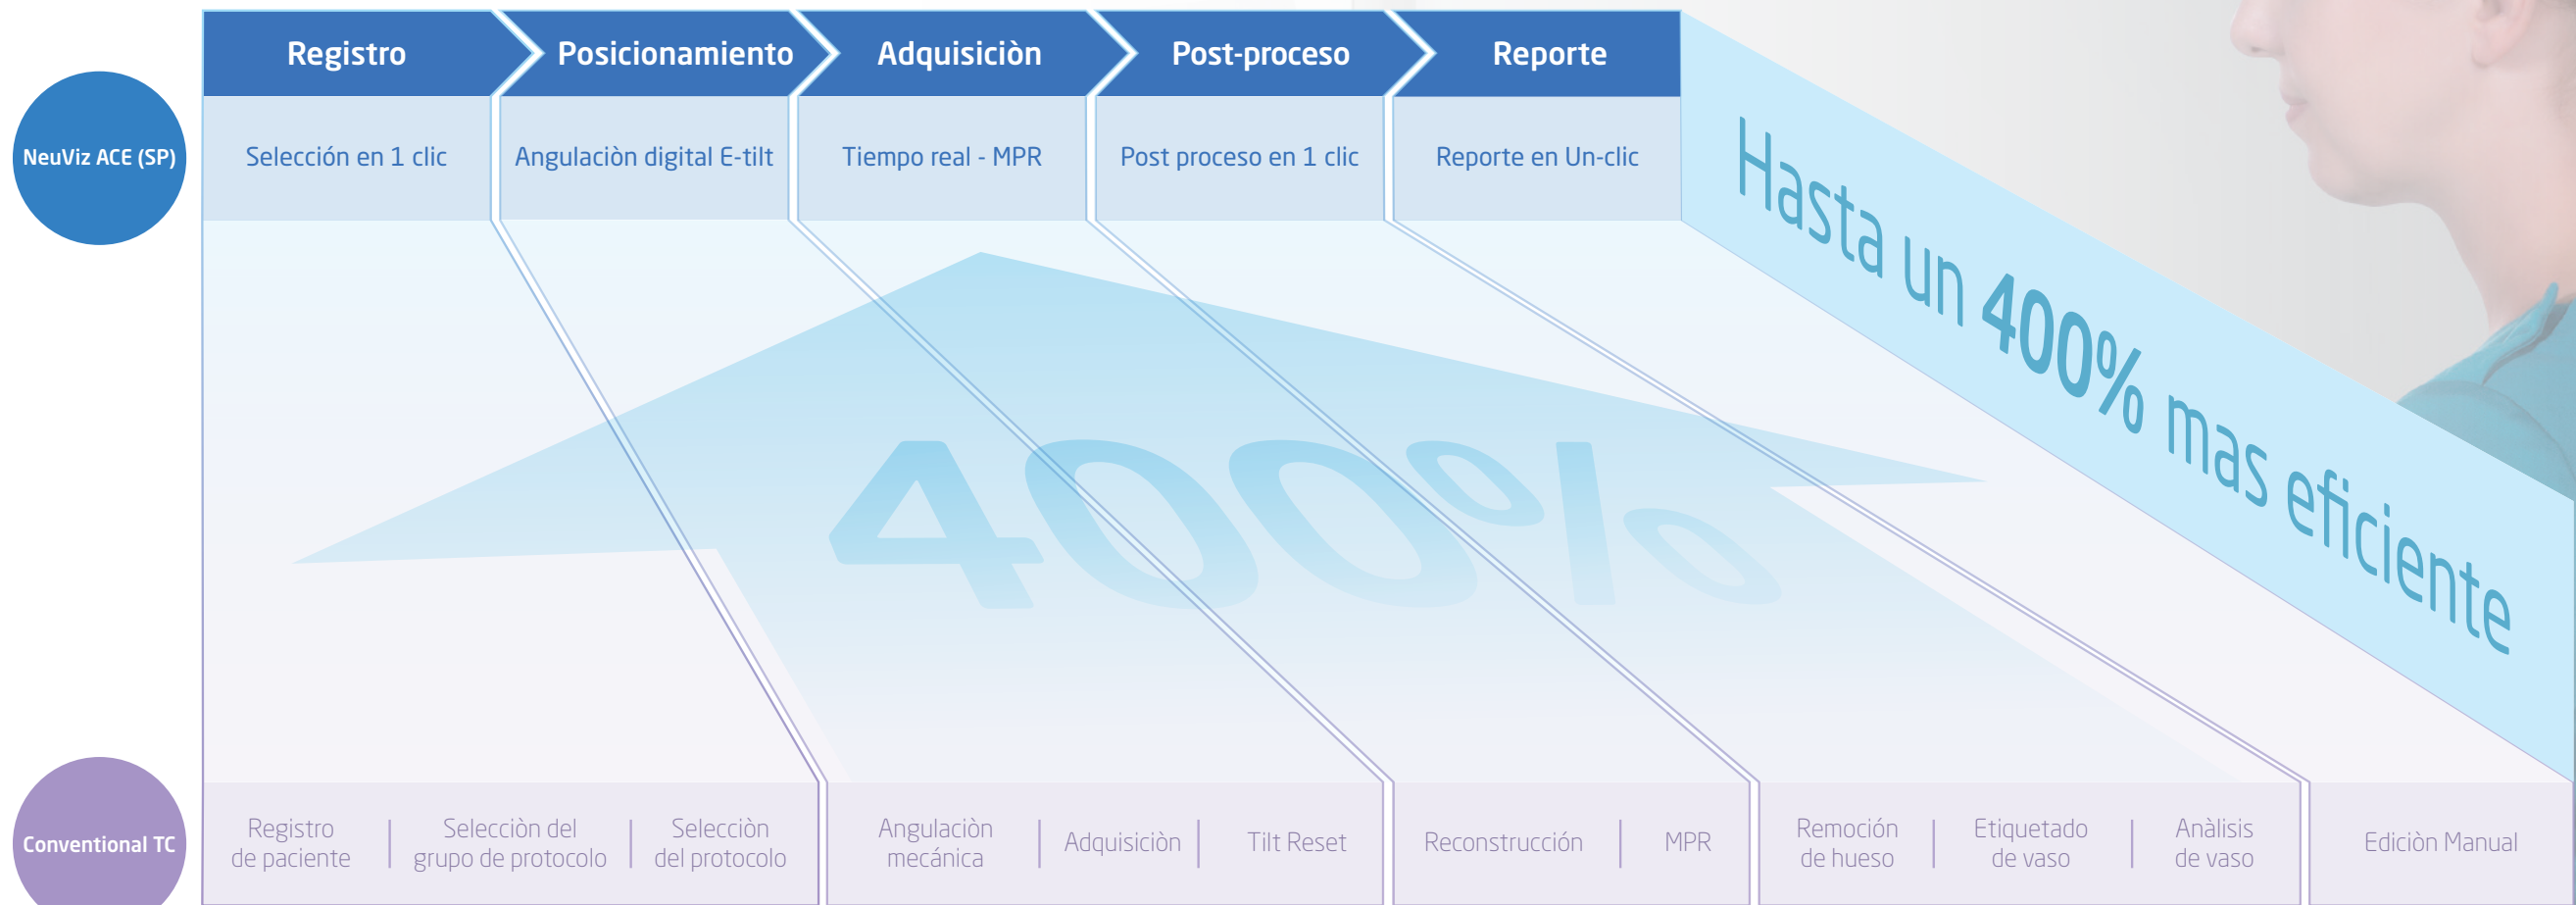 Registro
Posicionamiento
Adquisiciòn
Post-proceso
Reporte
NeuViz ACE (SP)
Selección en 1 clic
Angulaciòn digital E-tilt
Tiempo real - MPR
Post proceso en 1 clic
Reporte en Un-clic
Hasta un 400% mas eficiente
400%
Conventional TC
Registro
de paciente
Selecciòn del
grupo de protocolo
Selecciòn
del protocolo
Angulaciòn
mecánica
Adquisiciòn
Tilt Reset
Reconstrucción
MPR
Remoción
de hueso
Etiquetado
de vaso
Anàlisis
de vaso
Ediciòn Manual